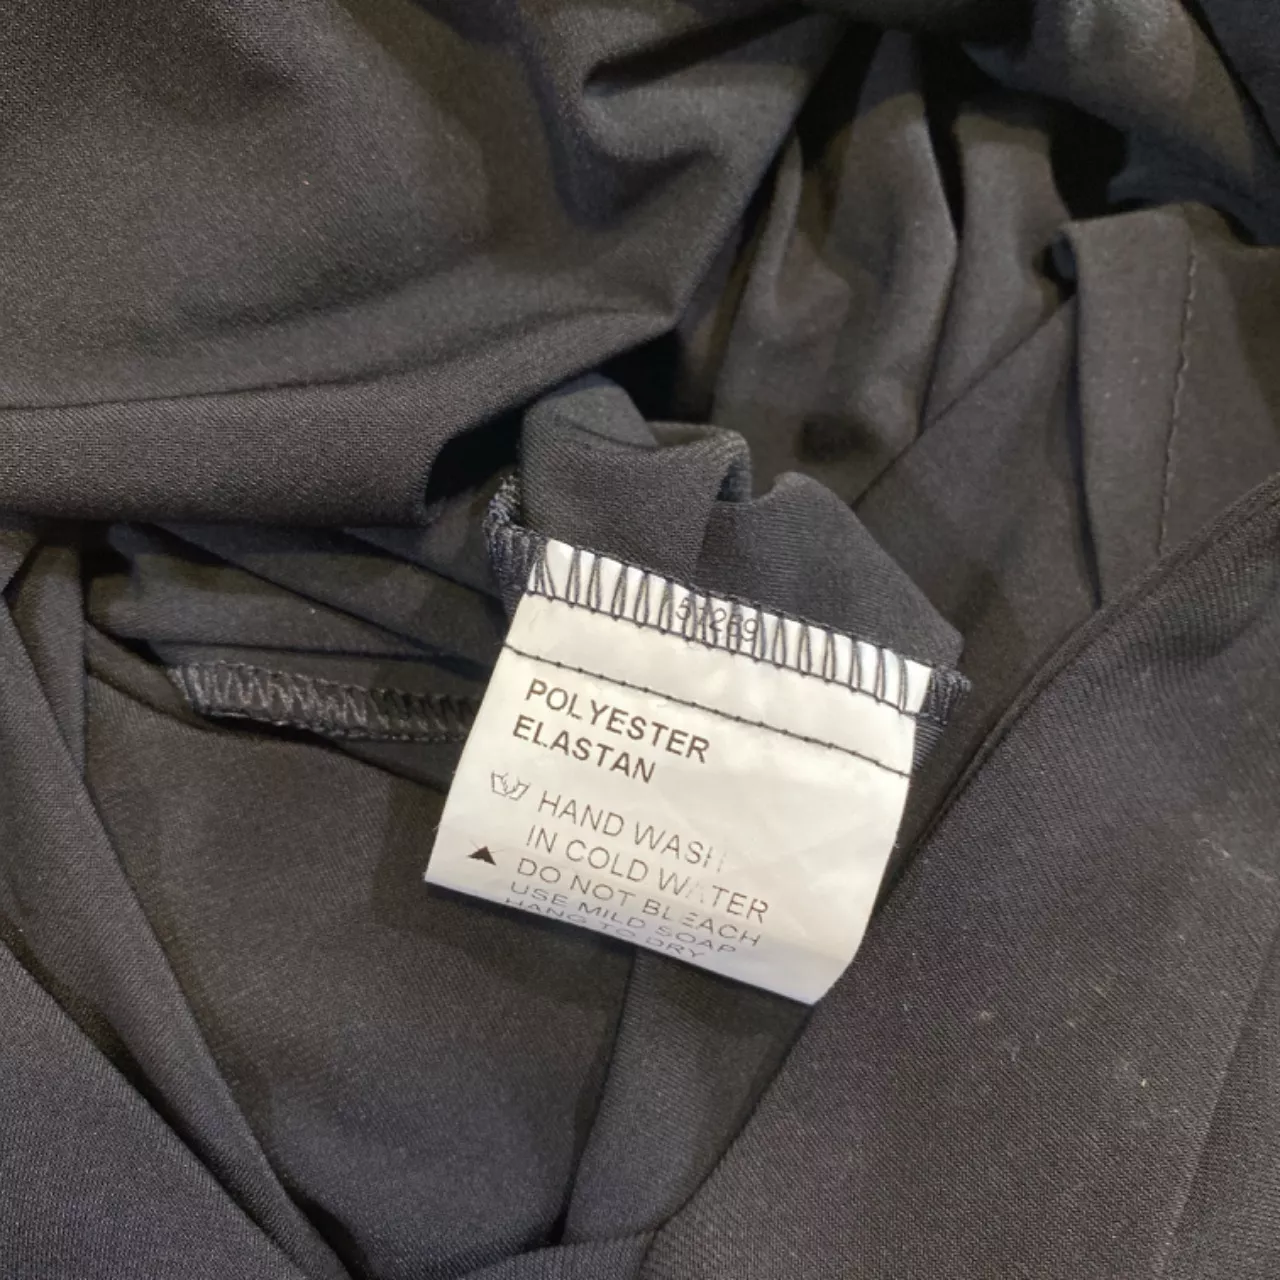 POLYESTER
ELASTAN
HAND WASH
IN COLD WATER
DO NOT BLEACH
USE MILD SOAP
HANG TO DRY